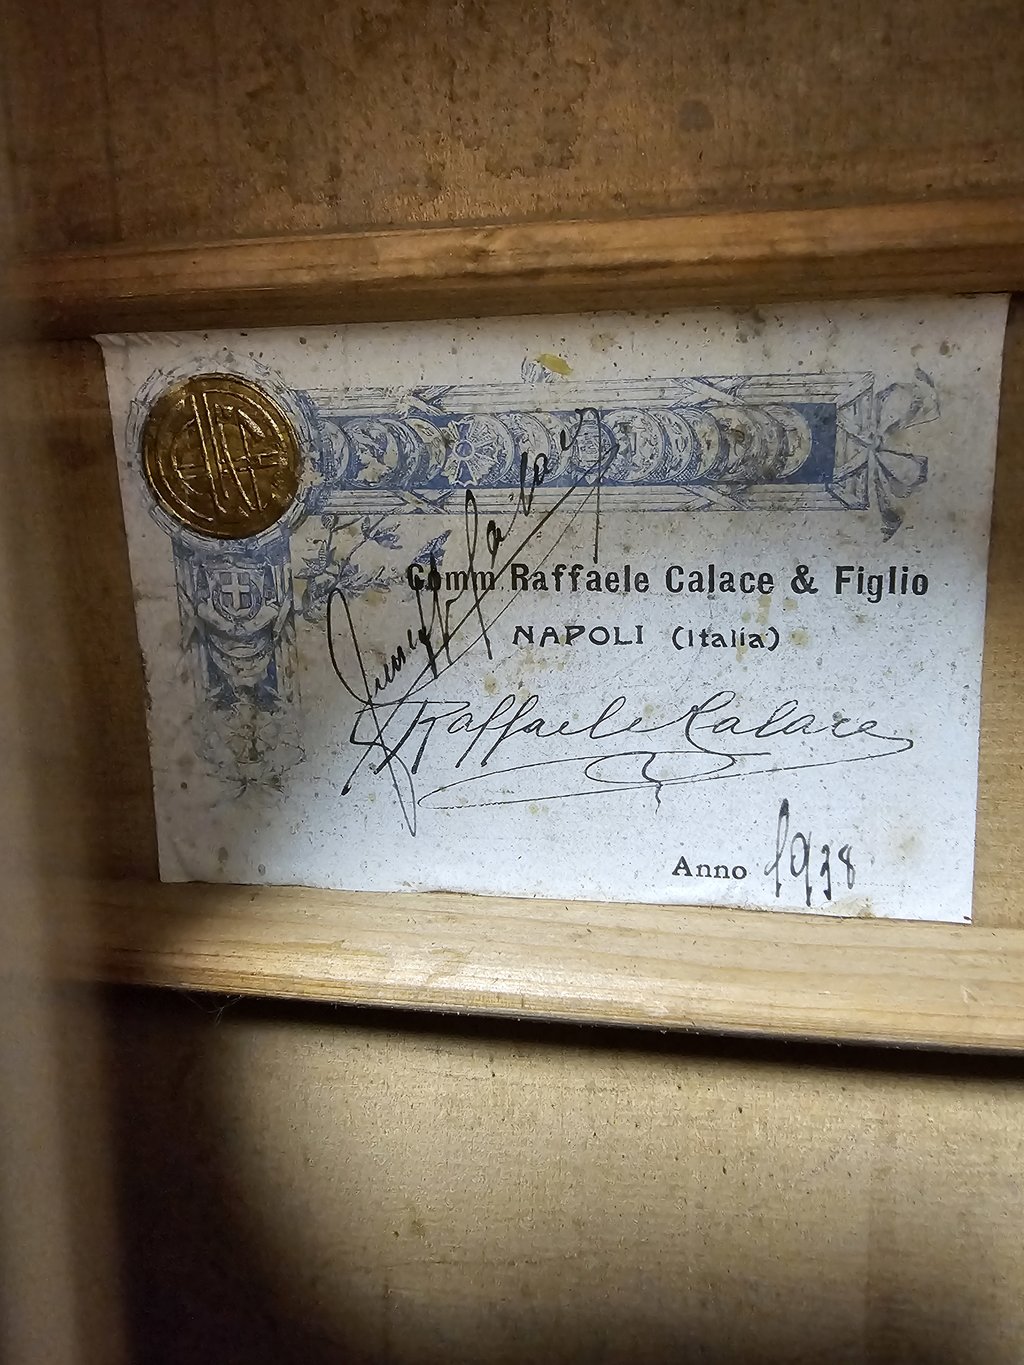 Comm Raffaele Calace & Figlio
NAPOLI (Italia)
Raffaele Calace
Anno 1938